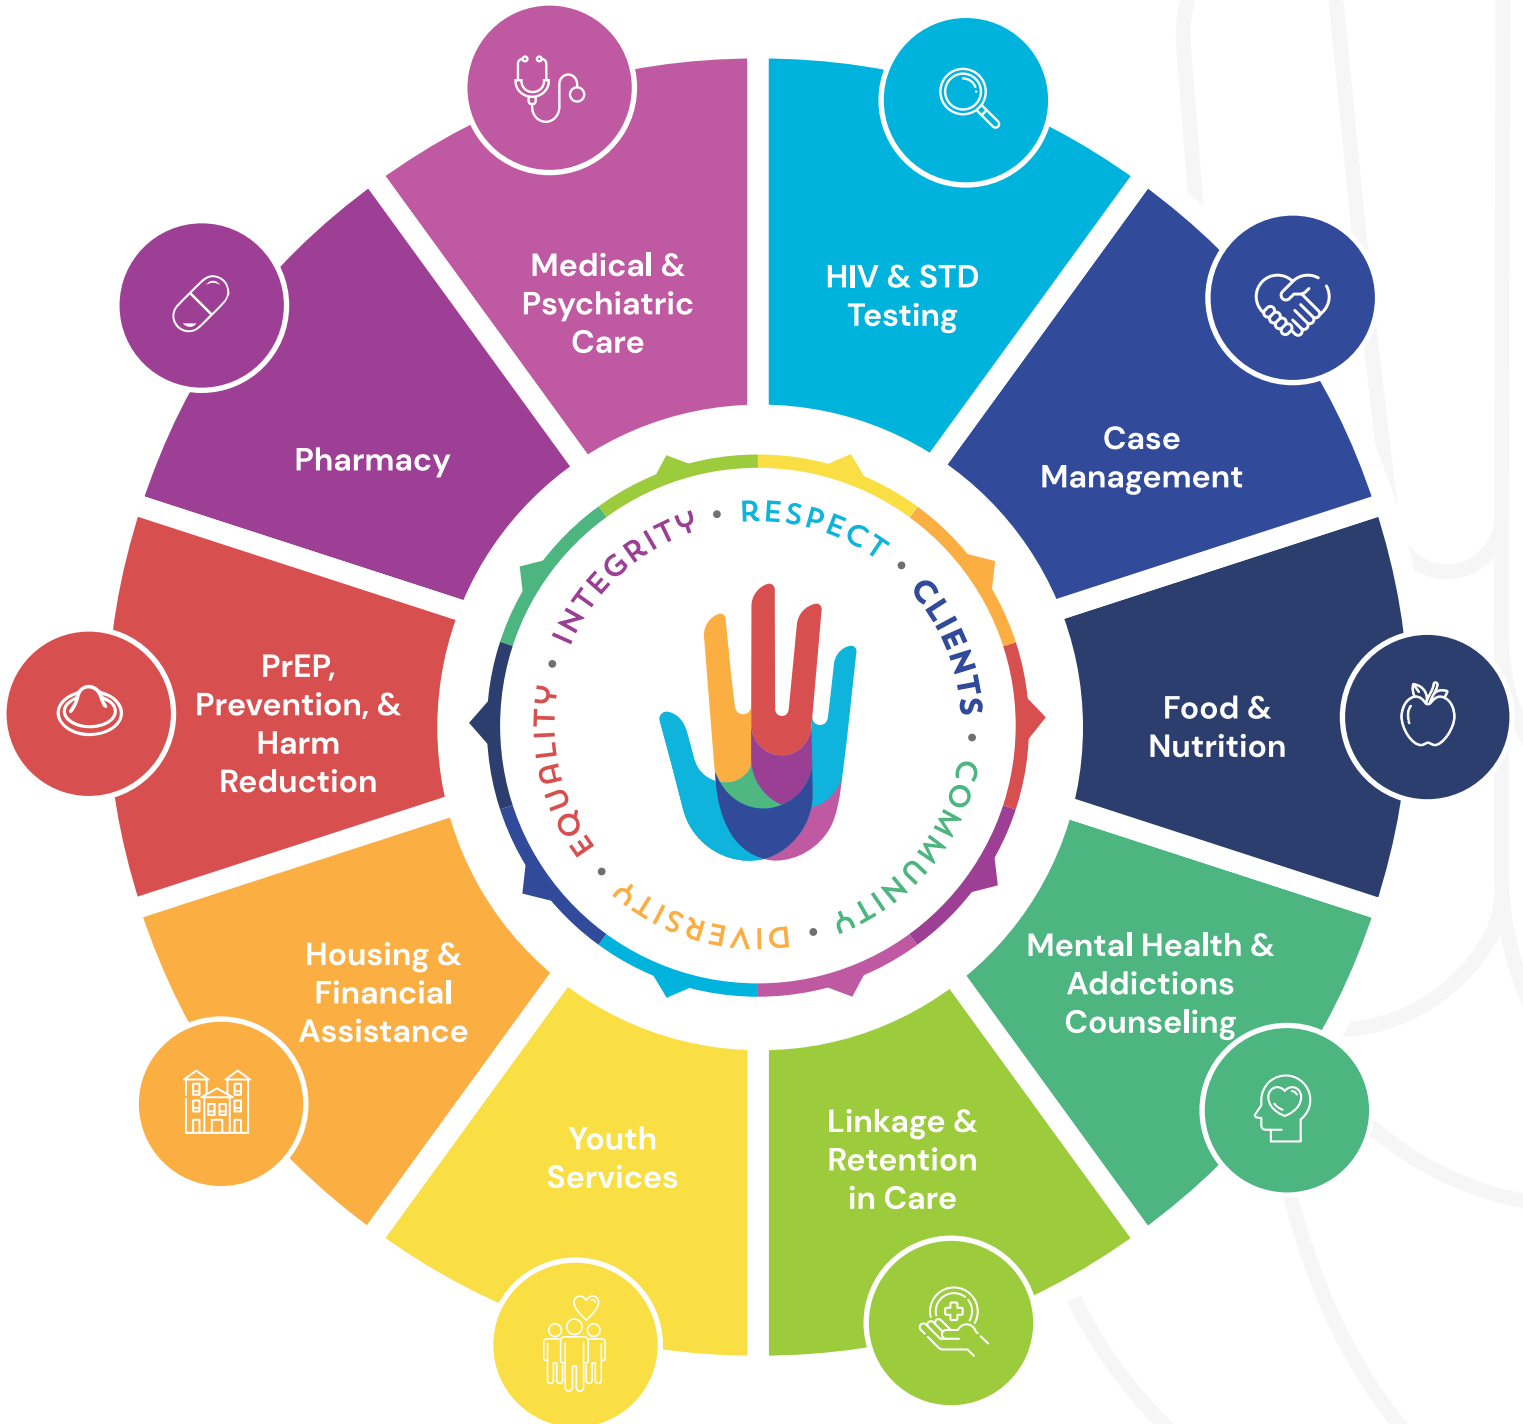 HIV & STD
Testing
Case
Management
Food &
Nutrition
Mental Health &
Addictions
Counseling
Linkage &
Retention
in Care
Youth
Services
Housing &
Financial
Assistance
PrEP,
Prevention, &
Harm
Reduction
Pharmacy
Medical &
Psychiatric
Care
RESPECT • CLIENTS • COMMUNITY • DIVERSITY • EQUALITY • INTEGRITY •